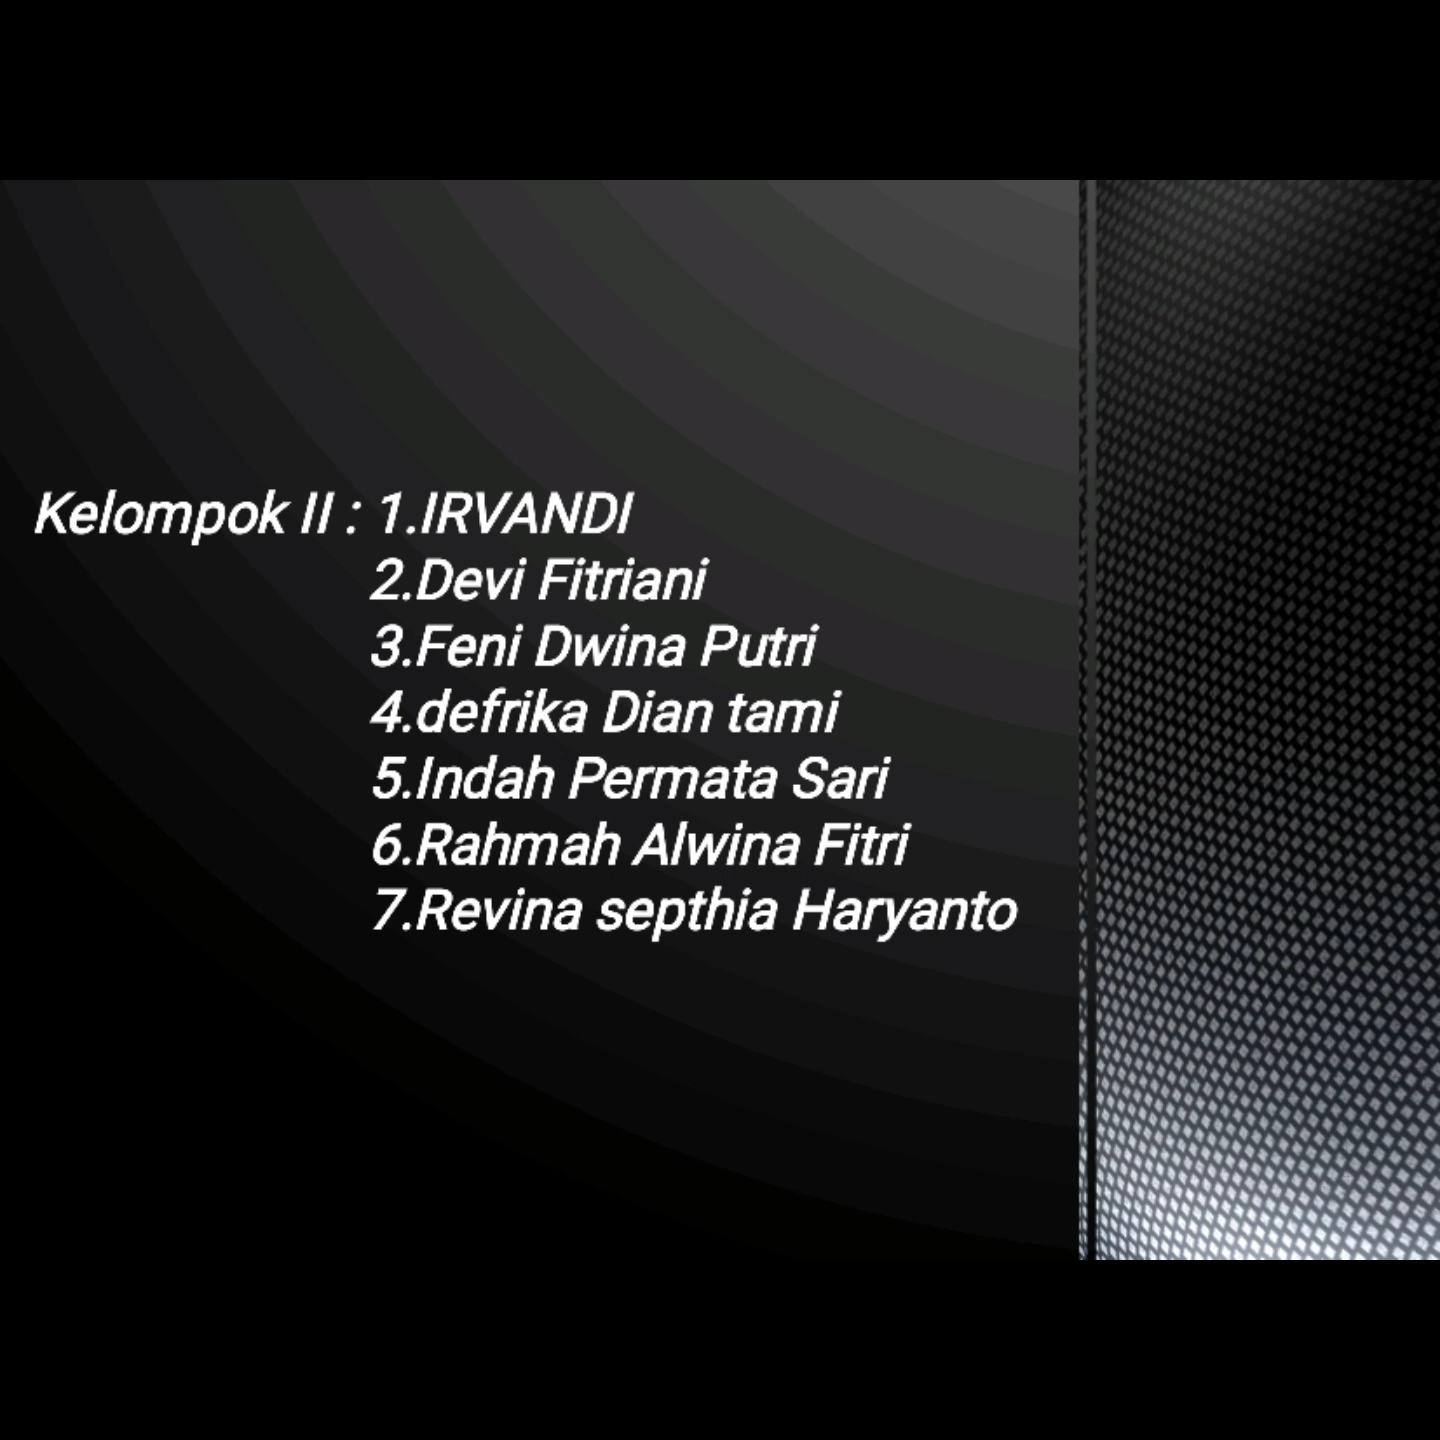 Kelompok II : 1.IRVANDI
2.Devi Fitriani
3.Feni Dwina Putri
4.defrika Dian tami
5.Indah Permata Sari
6.Rahmah Alwina Fitri
7.Revina septhia Haryanto